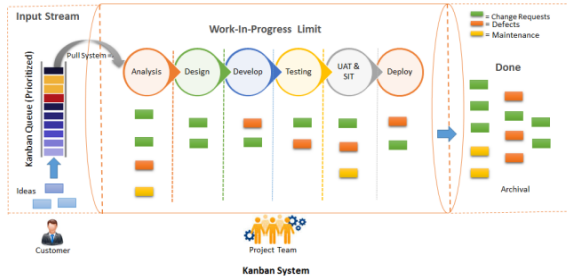 Input Stream
Work-In-Progress Limit
= Change Requests
= Defects
= Maintenance
Pull System
Kanban Queue (Prioritized)
Analysis
Design
Develop
Testing
UAT &
SIT
Deploy
Done
Ideas
Archival
Customer
Project Team
Kanban System